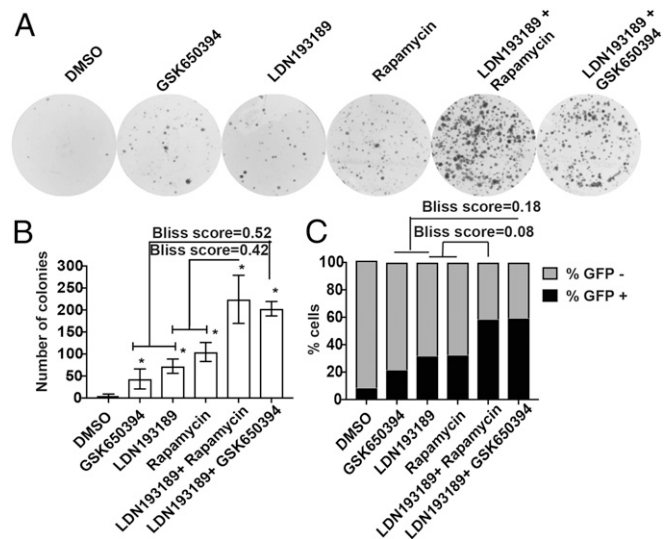 A
DMSO
GSK650394
LDN193189
Rapamycin
LDN193189 +
Rapamycin
LDN193189 +
GSK650394
B
Bliss score=0.52
Bliss score=0.42
Number of colonies
300
250
200
150
100
50
0
*
*
*
*
*
DMSO
GSK650394
LDN193189
Rapamycin
LDN193189+ Rapamycin
LDN193189+ GSK650394
C
Bliss score=0.18
Bliss score=0.08
% cells
100
80
60
40
20
0
% GFP -
% GFP +
DMSO
GSK650394
LDN193189
Rapamycin
LDN193189+ Rapamycin
LDN193189+ GSK650394